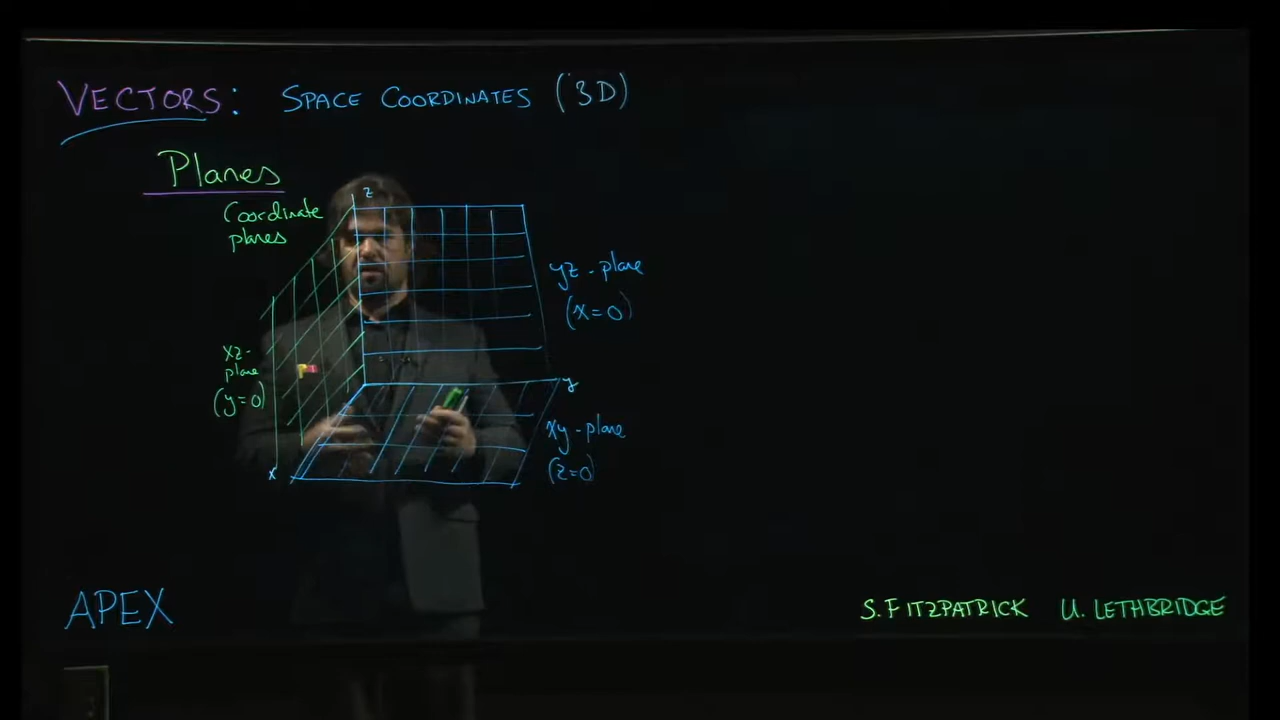 VECTORS: SPACE COORDINATES (3D)
Planes
Coordinate
planes
z
yz-plane
(x=0)
xz-
plane
(y=0)
y
xy-plane
(z=0)
x
APEX
S. FITZPATRICK U. LETHBRIDGE